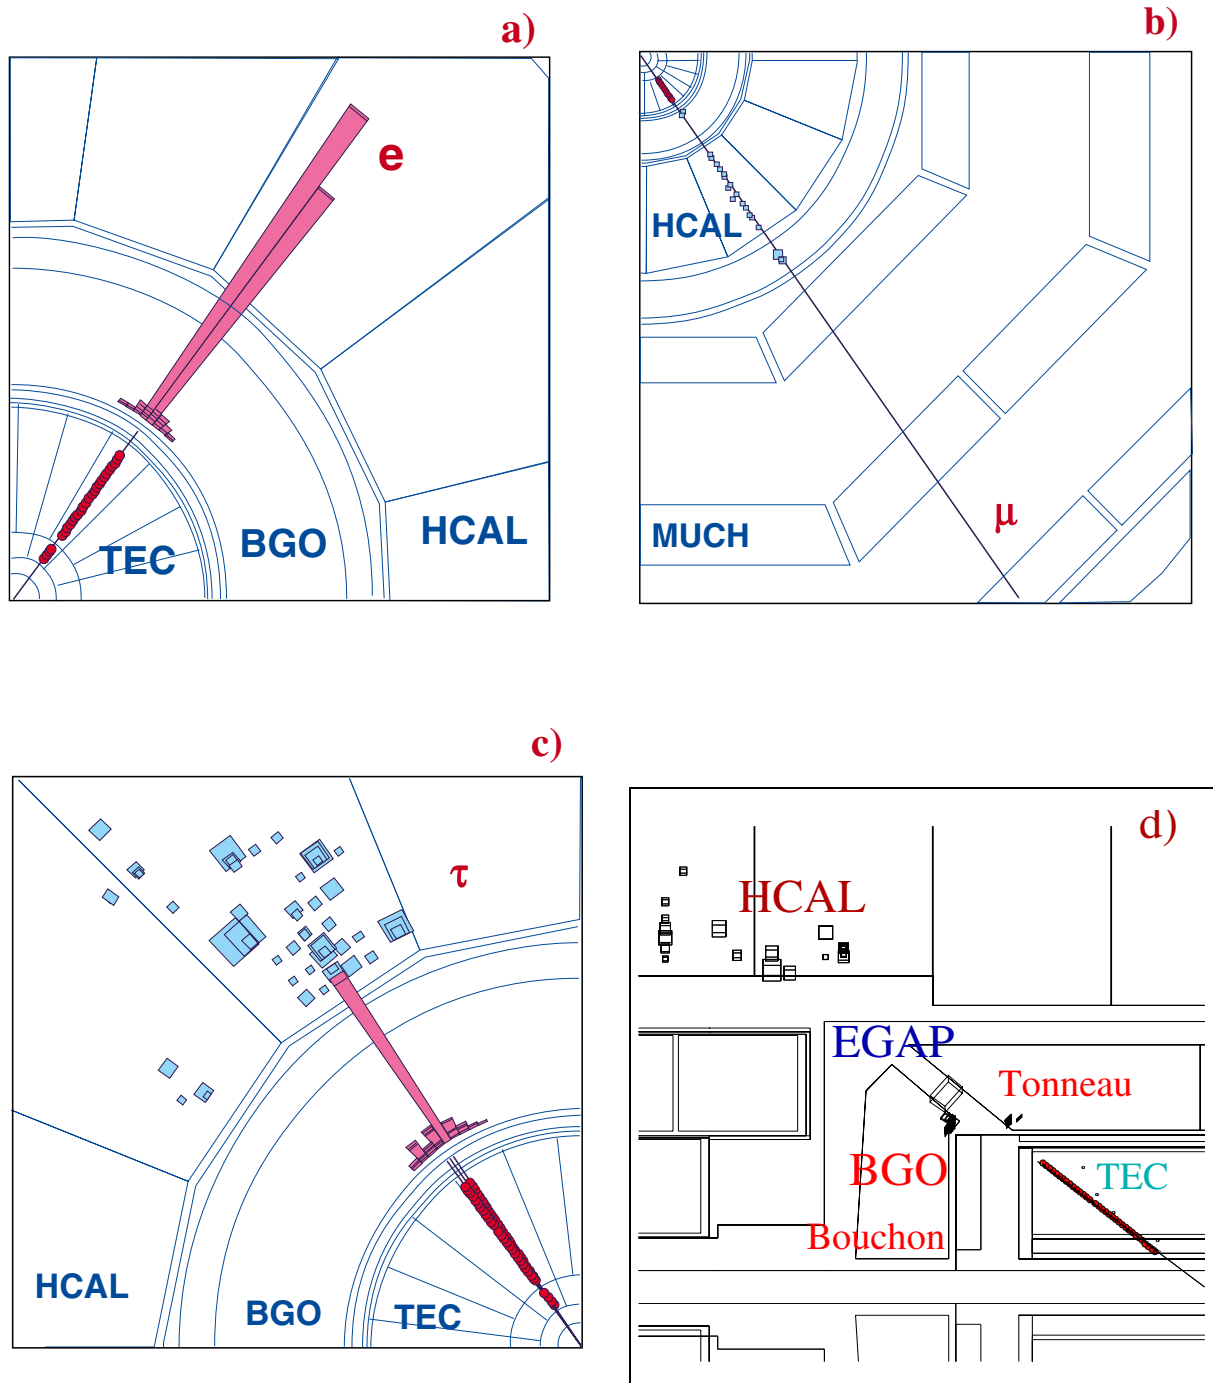 a)
e
TEC
BGO
HCAL
b)
HCAL
MUCH
μ
c)
τ
HCAL
BGO
TEC
d)
HCAL
EGAP
Tonneau
BGO
TEC
Bouchon